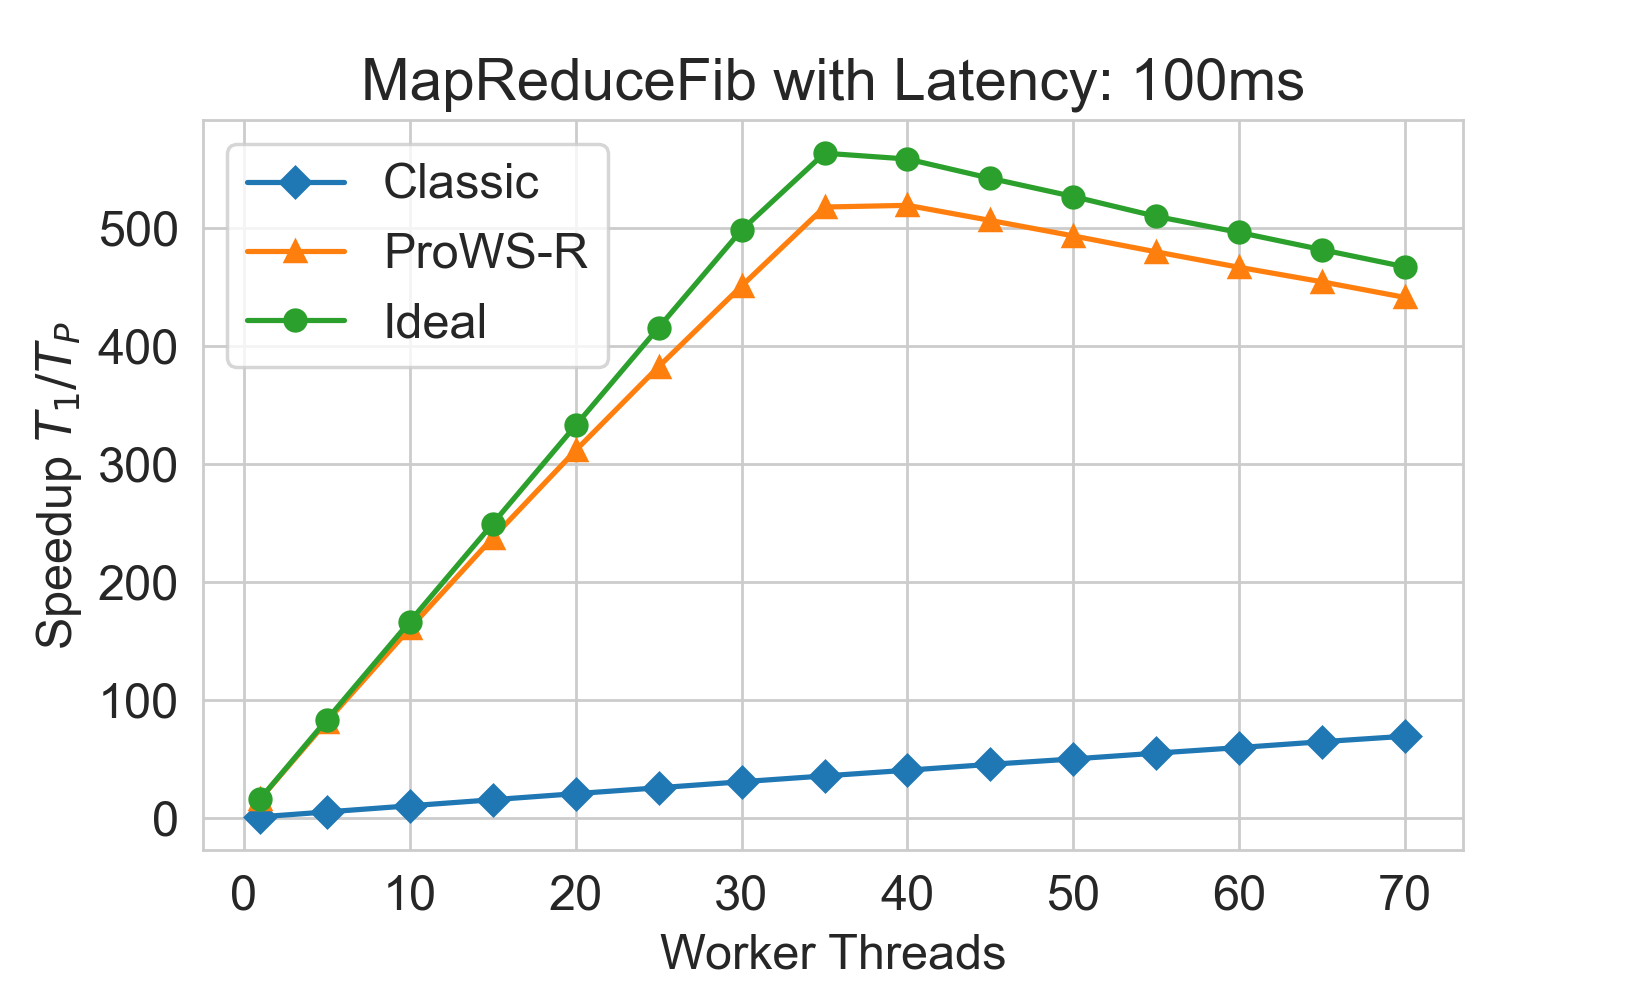 MapReduceFib with Latency: 100ms
Classic
ProWS-R
Ideal
Speedup T₁/T_P
500
400
300
200
100
0
0 10 20 30 40 50 60 70
Worker Threads